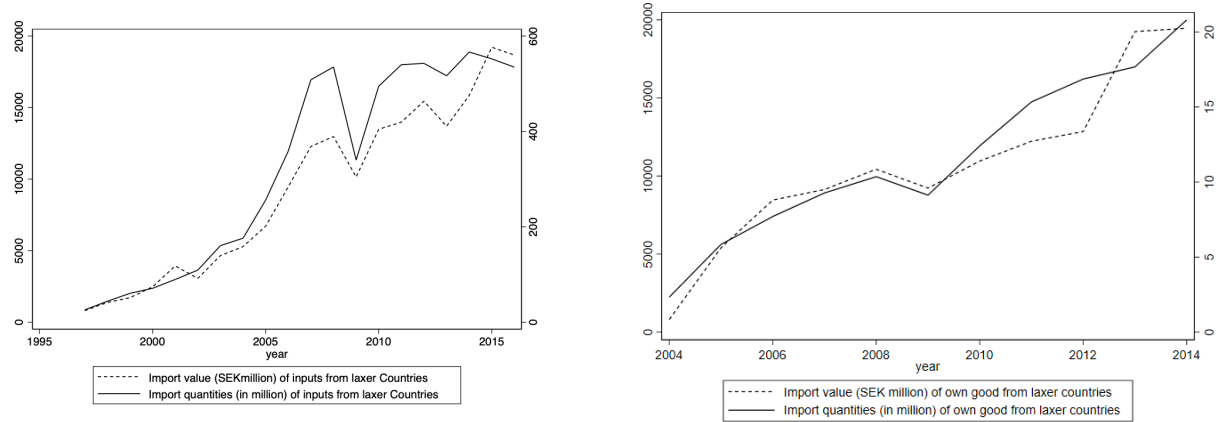 20000
15000
10000
5000
0
600
400
200
0
1995 2000 2005 2010 2015
year
Import value (SEKmillion) of inputs from laxer Countries
Import quantities (in million) of inputs from laxer Countries
20000
15000
10000
5000
0
20
15
10
5
0
2004 2006 2008 2010 2012 2014
year
Import value (SEK million) of own good from laxer countries
Import quantities (in million) of own good from laxer countries